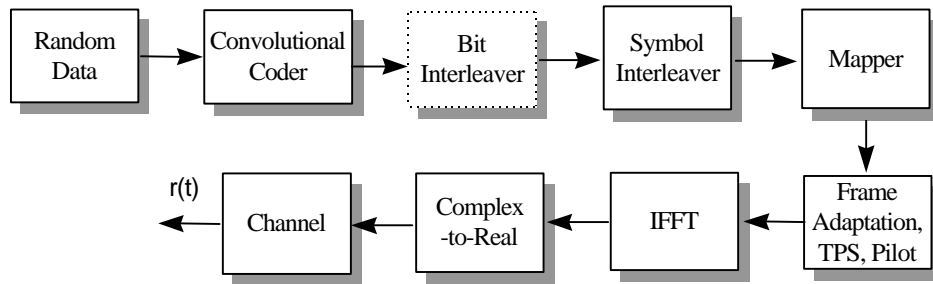 Random
Data
Convolutional
Coder
Bit
Interleaver
Symbol
Interleaver
Mapper
r(t)
Channel
Complex
-to-Real
IFFT
Frame
Adaptation,
TPS, Pilot